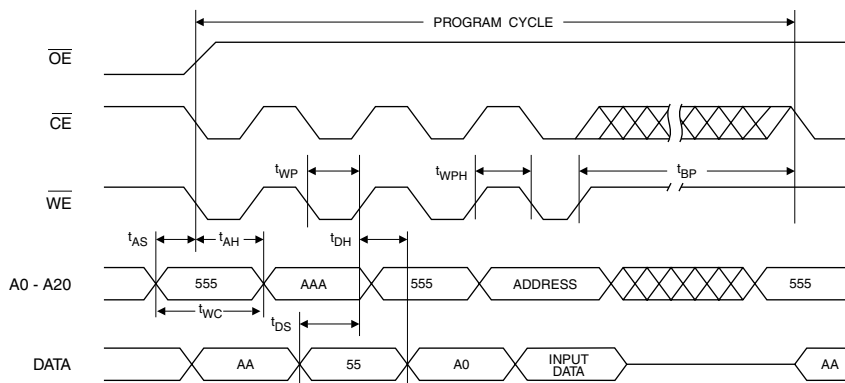 PROGRAM CYCLE
OE
CE
tWP
tWPH
tBP
WE
tAS
tAH
tDH
A0 - A20
555
AAA
555
ADDRESS
555
tWC
tDS
DATA
AA
55
A0
INPUT
DATA
AA